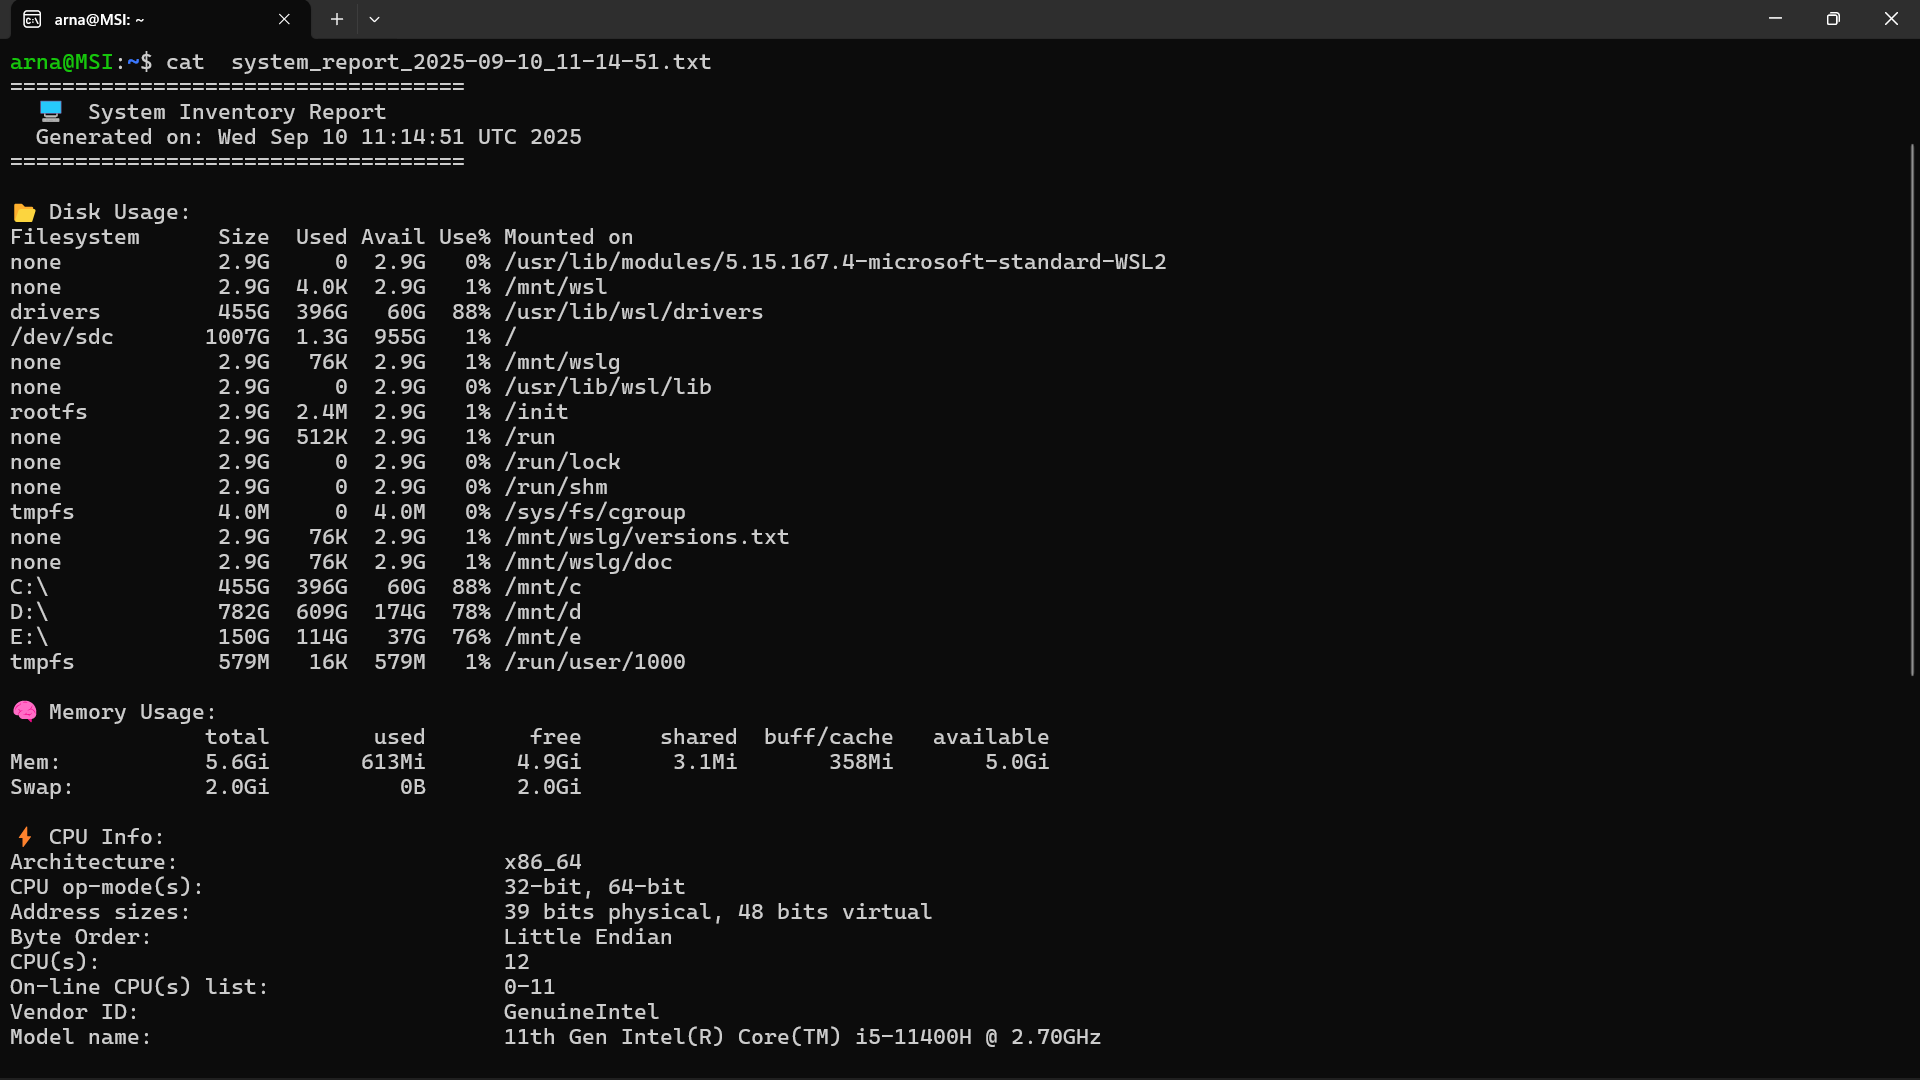 arna@MSI: ~
arna@MSI:~$ cat  system_report_2025-09-10_11-14-51.txt
===================================
🖥️  System Inventory Report
Generated on: Wed Sep 10 11:14:51 UTC 2025
===================================
📂 Disk Usage:
Filesystem      Size  Used Avail Use% Mounted on
none            2.9G     0  2.9G   0% /usr/lib/modules/5.15.167.4-microsoft-standard-WSL2
none            2.9G  4.0K  2.9G   1% /mnt/wsl
drivers         455G  396G   60G  88% /usr/lib/wsl/drivers
/dev/sdc       1007G  1.3G  955G   1% /
none            2.9G   76K  2.9G   1% /mnt/wslg
none            2.9G     0  2.9G   0% /usr/lib/wsl/lib
rootfs          2.9G  2.4M  2.9G   1% /init
none            2.9G  512K  2.9G   1% /run
none            2.9G     0  2.9G   0% /run/lock
none            2.9G     0  2.9G   0% /run/shm
tmpfs           4.0M     0  4.0M   0% /sys/fs/cgroup
none            2.9G   76K  2.9G   1% /mnt/wslg/versions.txt
none            2.9G   76K  2.9G   1% /mnt/wslg/doc
C:\             455G  396G   60G  88% /mnt/c
D:\             782G  609G  174G  78% /mnt/d
E:\             150G  114G   37G  76% /mnt/e
tmpfs           579M   16K  579M   1% /run/user/1000
🧠 Memory Usage:
               total        used        free      shared  buff/cache   available
Mem:           5.6Gi       613Mi       4.9Gi       3.1Mi       358Mi       5.0Gi
Swap:          2.0Gi          0B       2.0Gi
⚡ CPU Info:
Architecture:                         x86_64
CPU op-mode(s):                       32-bit, 64-bit
Address sizes:                        39 bits physical, 48 bits virtual
Byte Order:                           Little Endian
CPU(s):                               12
On-line CPU(s) list:                  0-11
Vendor ID:                            GenuineIntel
Model name:                           11th Gen Intel(R) Core(TM) i5-11400H @ 2.70GHz